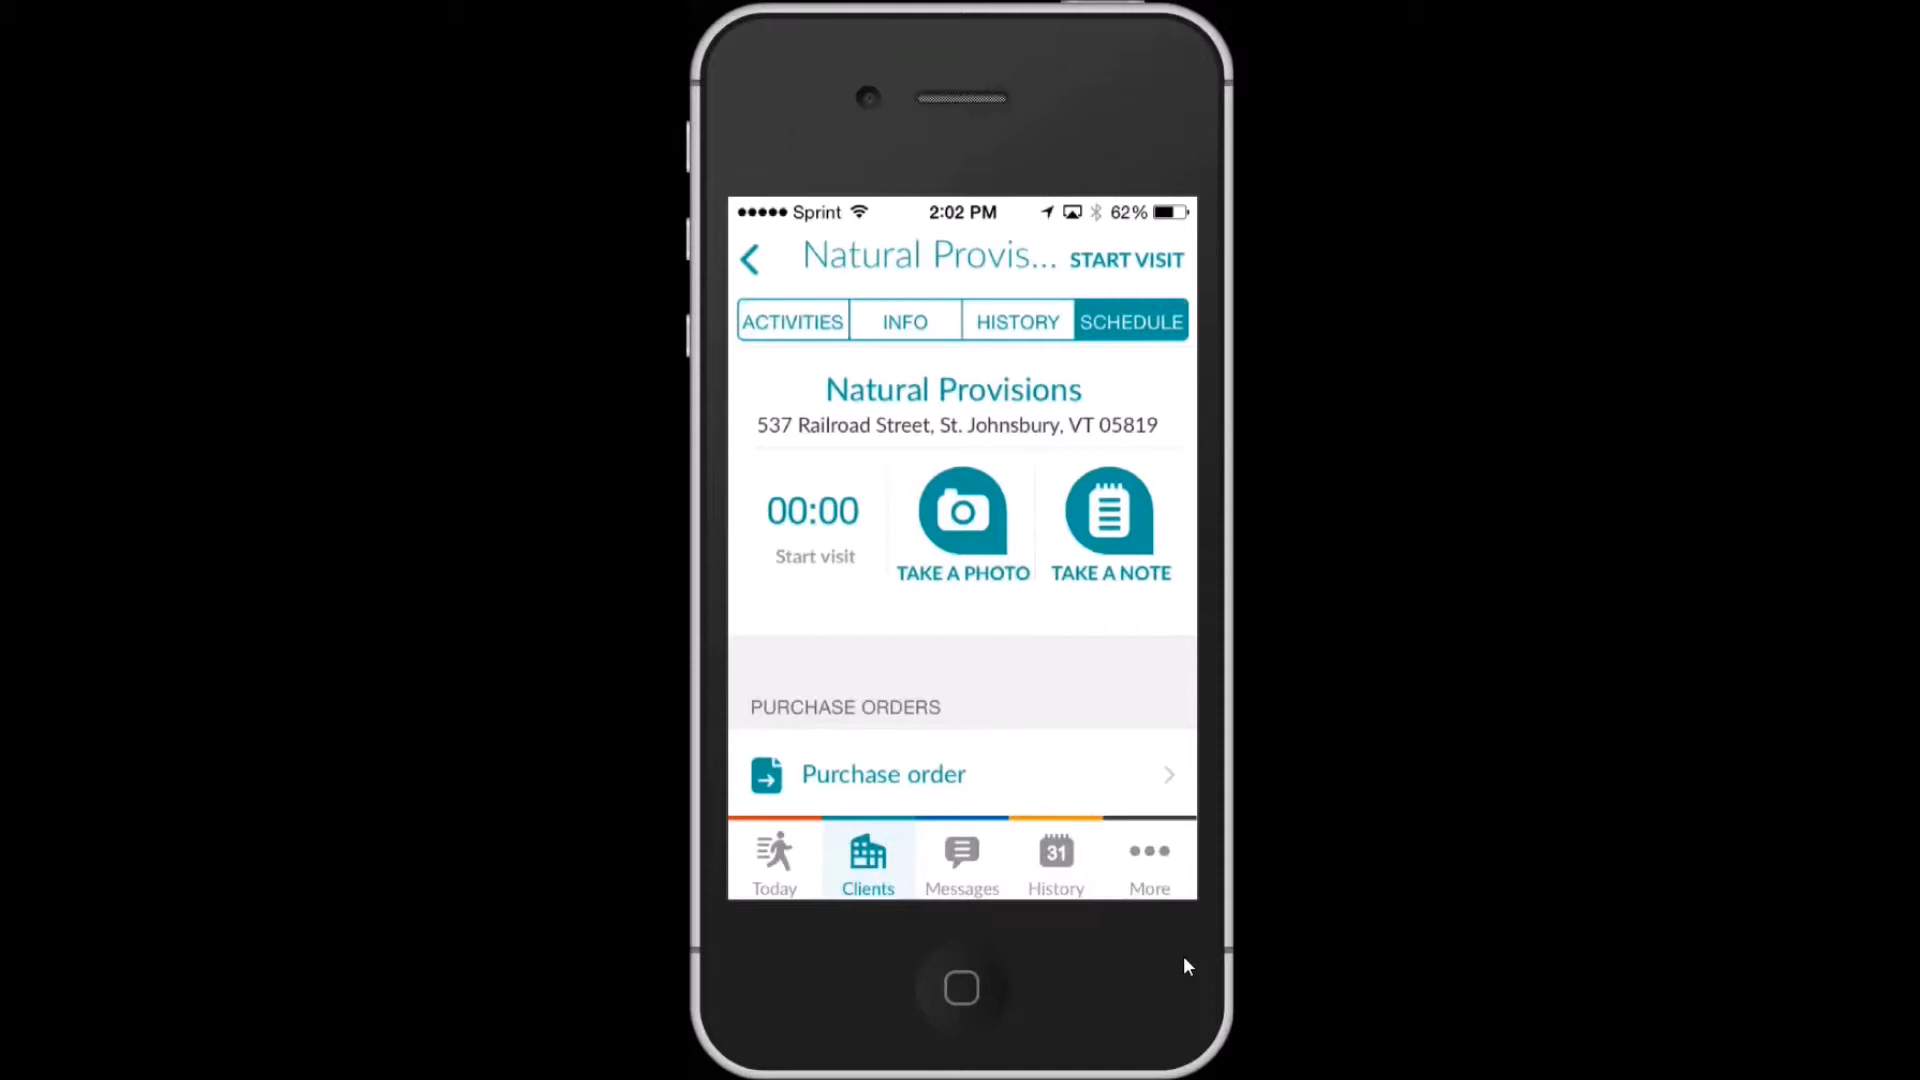 Sprint 2:02 PM 62%
Natural Provis... START VISIT
ACTIVITIES INFO HISTORY SCHEDULE
Natural Provisions
537 Railroad Street, St. Johnsbury, VT 05819
00:00
Start visit
TAKE A PHOTO TAKE A NOTE
PURCHASE ORDERS
Purchase order
31
Today Clients Messages History More